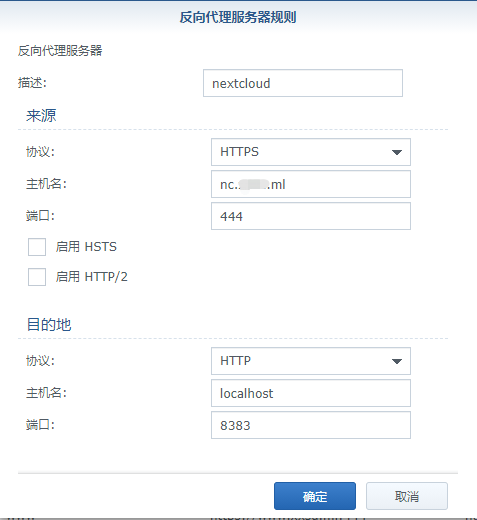 反向代理服务器规则
反向代理服务器
描述: nextcloud
来源
协议: HTTPS
主机名: nc. .ml
端口: 444
启用 HSTS
启用 HTTP/2
目的地
协议: HTTP
主机名: localhost
端口: 8383
确定 取消